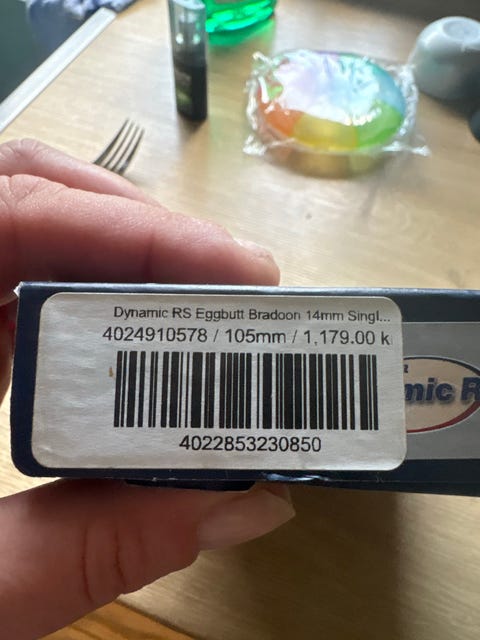 Dynamic RS Eggbutt Bradoon 14mm Singl...
4024910578 / 105mm / 1,179.00 k
4022853230850
mic R